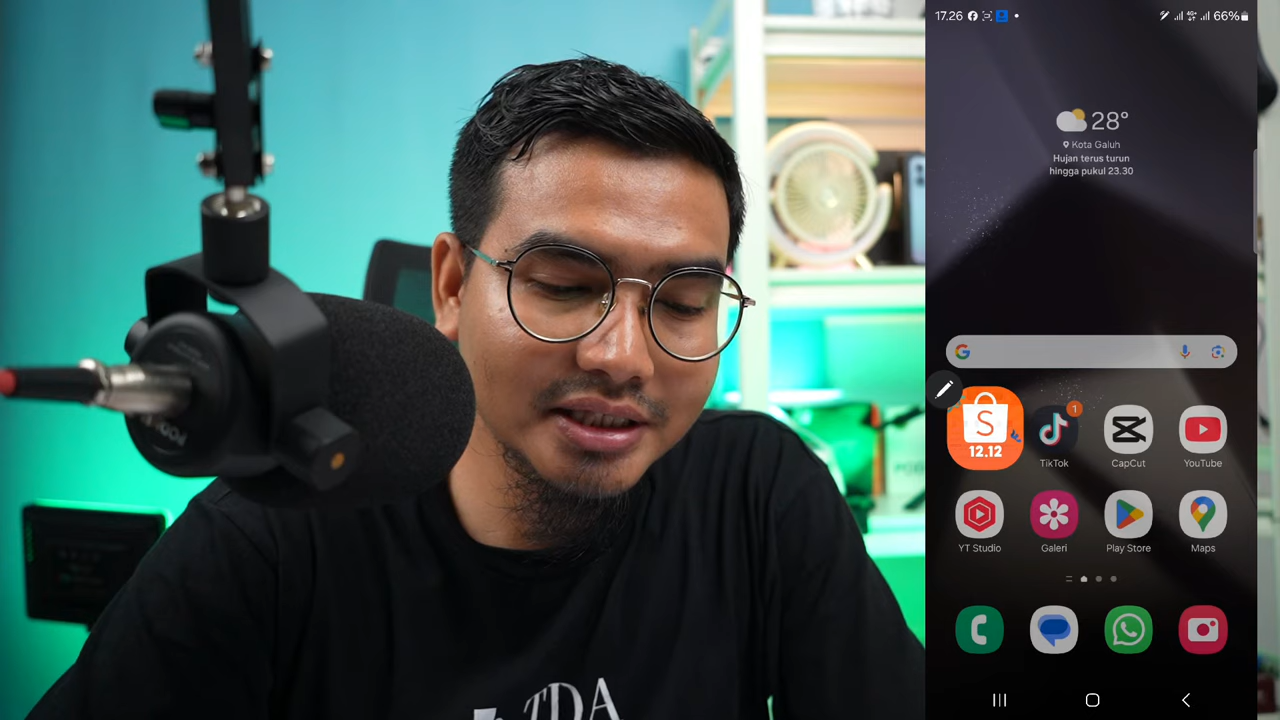 17.26
66%
28°
Kota Galuh
Hujan terus turun
hingga pukul 23.30
S
12.12
1
TikTok
CapCut
YouTube
YT Studio
Galeri
Play Store
Maps
TDA